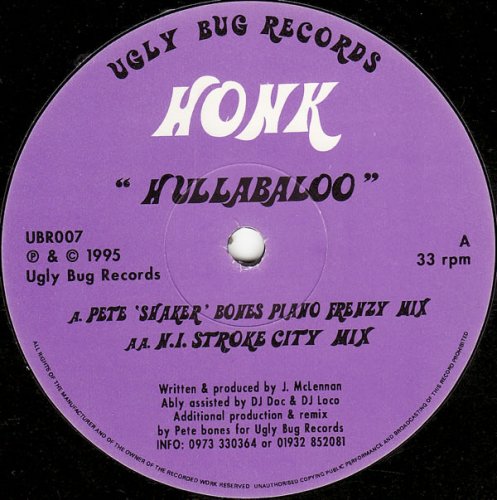 UGLY BUG RECORDS
HONK
"HULLABALOO"
UBR007
℗ & © 1995
Ugly Bug Records
A
33 rpm
A. PETE 'SHAKER' BONES PIANO FRENZY MIX
AA. N.I. STROKE CITY MIX
Written & produced by J. McLennan
Ably assisted by DJ Doc & DJ Loco
Additional production & remix
by Pete bones for Ugly Bug Records
INFO: 0973 330364 or 01932 852081
ALL RIGHTS OF THE MANUFACTURER AND OF THE OWNER OF THE RECORDED WORK RESERVED UNAUTHORISED COPYING PUBLIC PERFORMANCE AND BROADCASTING OF THIS RECORD PROHIBITED